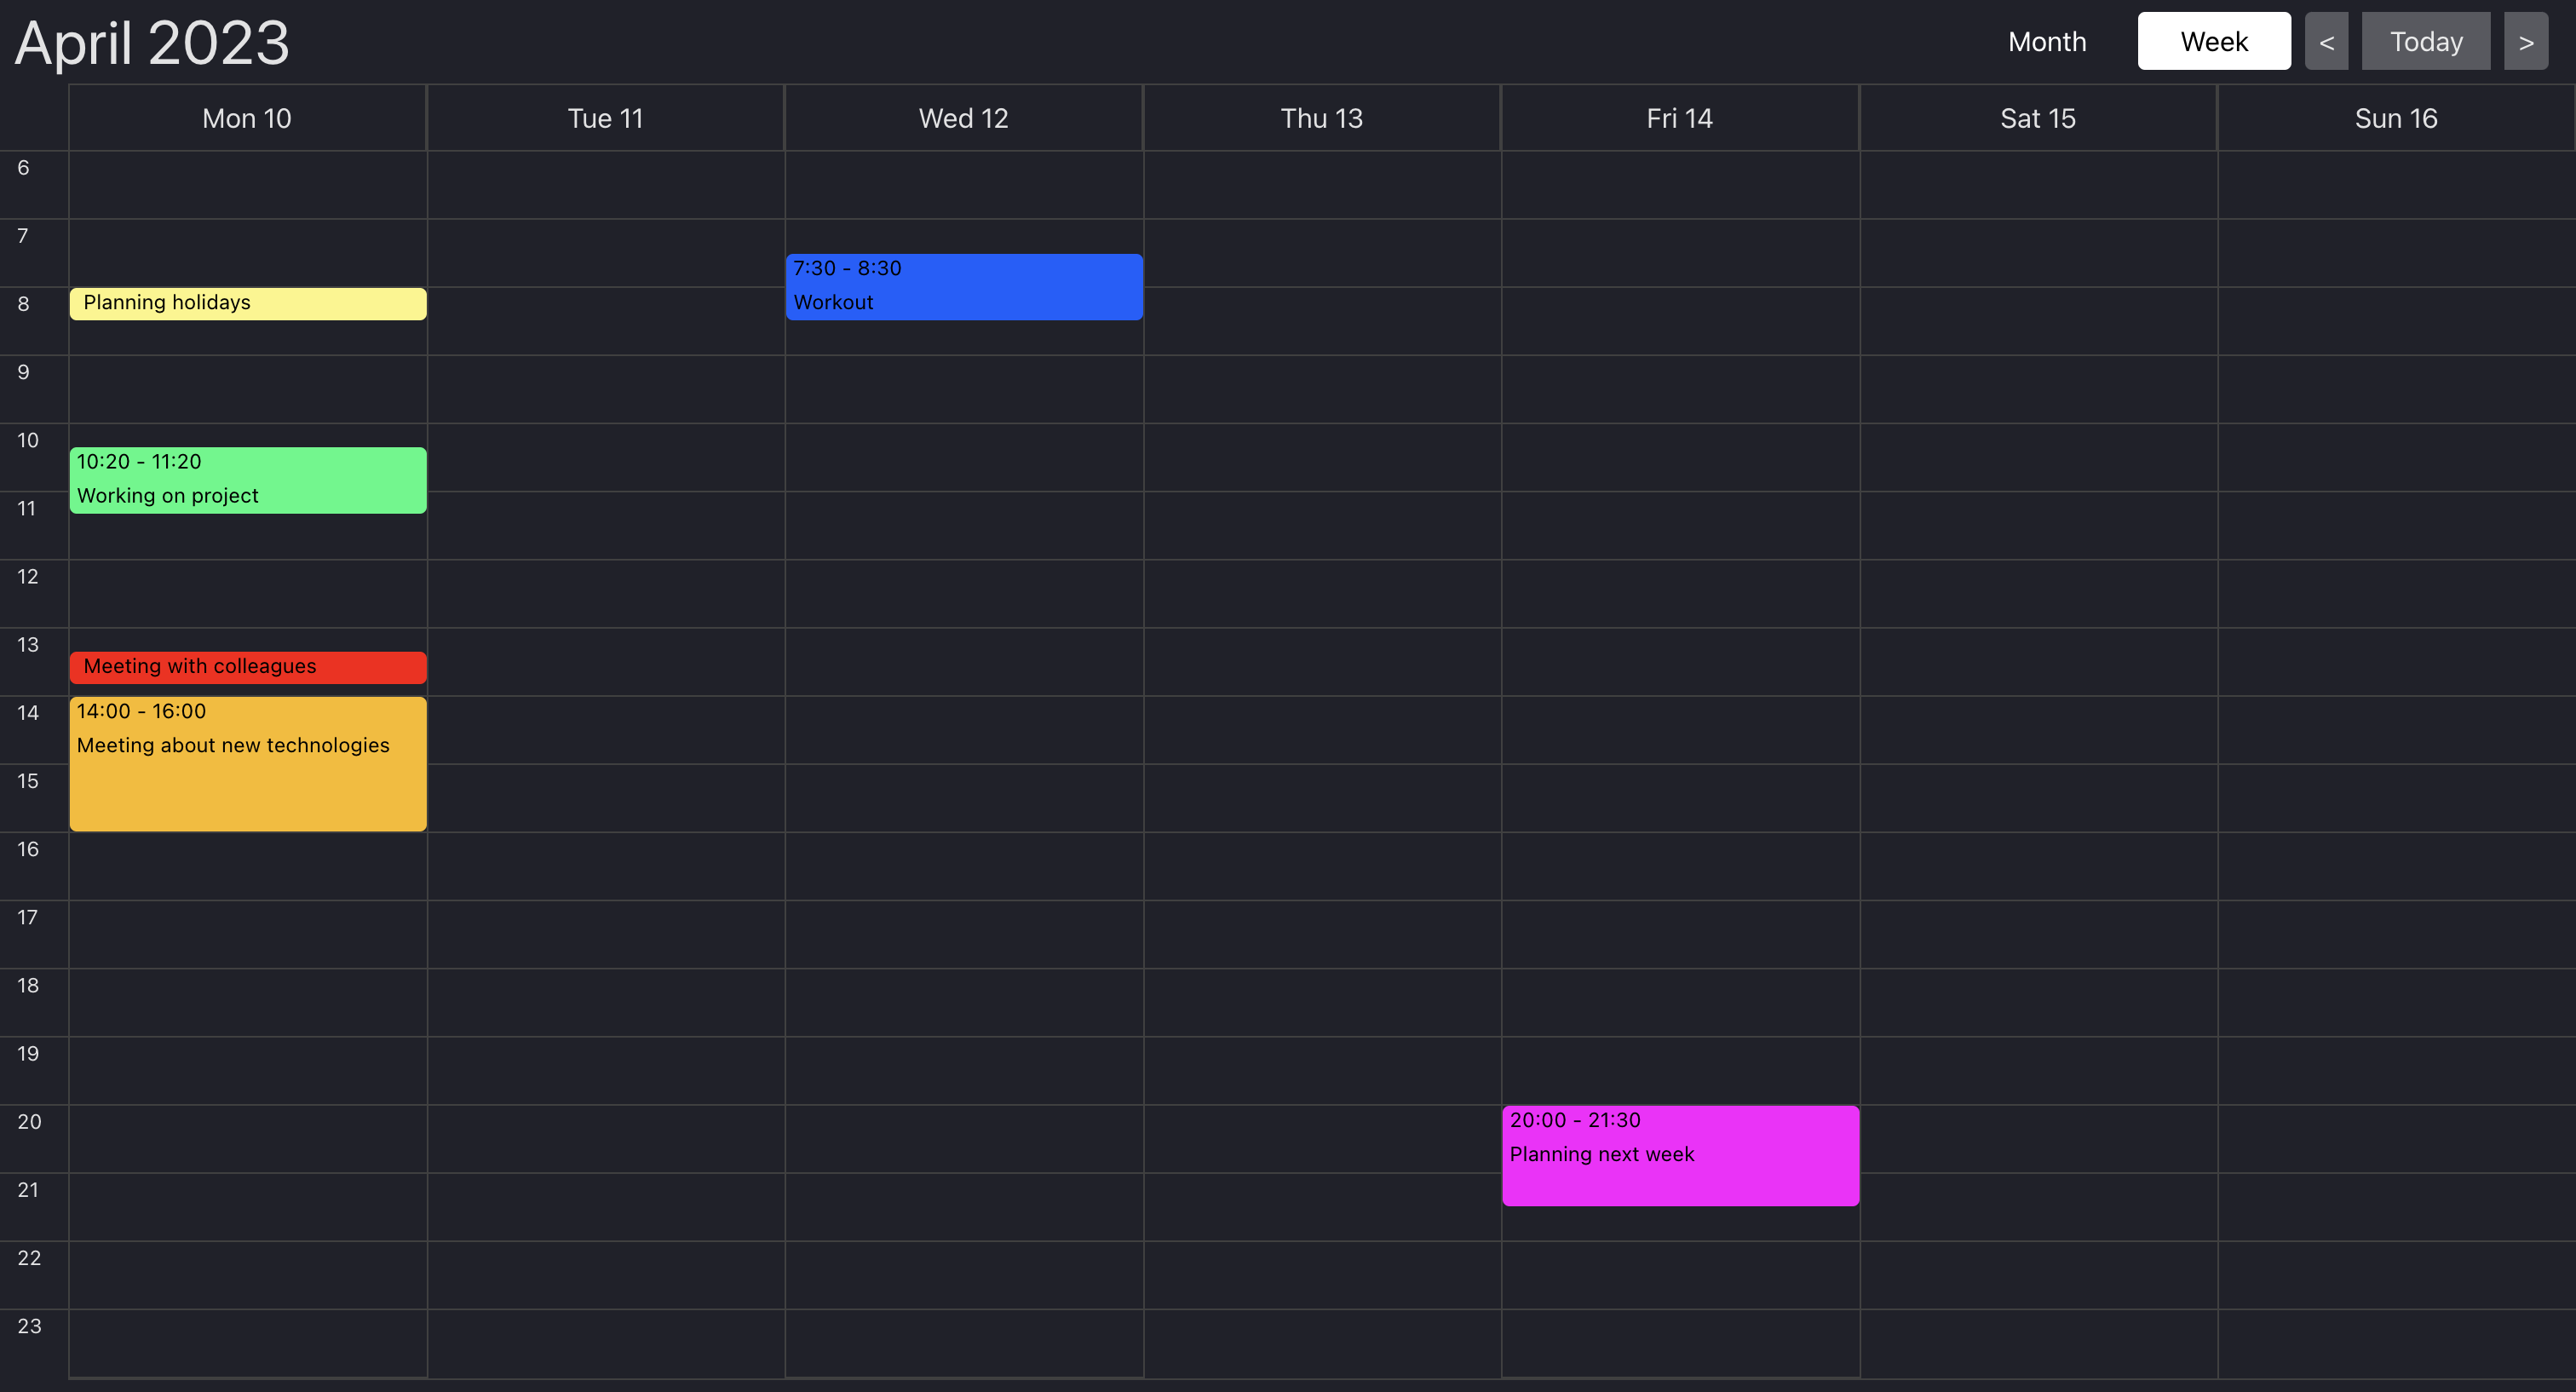 April 2023
Month
Week
<
Today
>
Mon 10
Tue 11
Wed 12
Thu 13
Fri 14
Sat 15
Sun 16
6
7
7:30 - 8:30
8
Planning holidays
Workout
9
10
10:20 - 11:20
Working on project
11
12
13
Meeting with colleagues
14
14:00 - 16:00
Meeting about new technologies
15
16
17
18
19
20
20:00 - 21:30
Planning next week
21
22
23